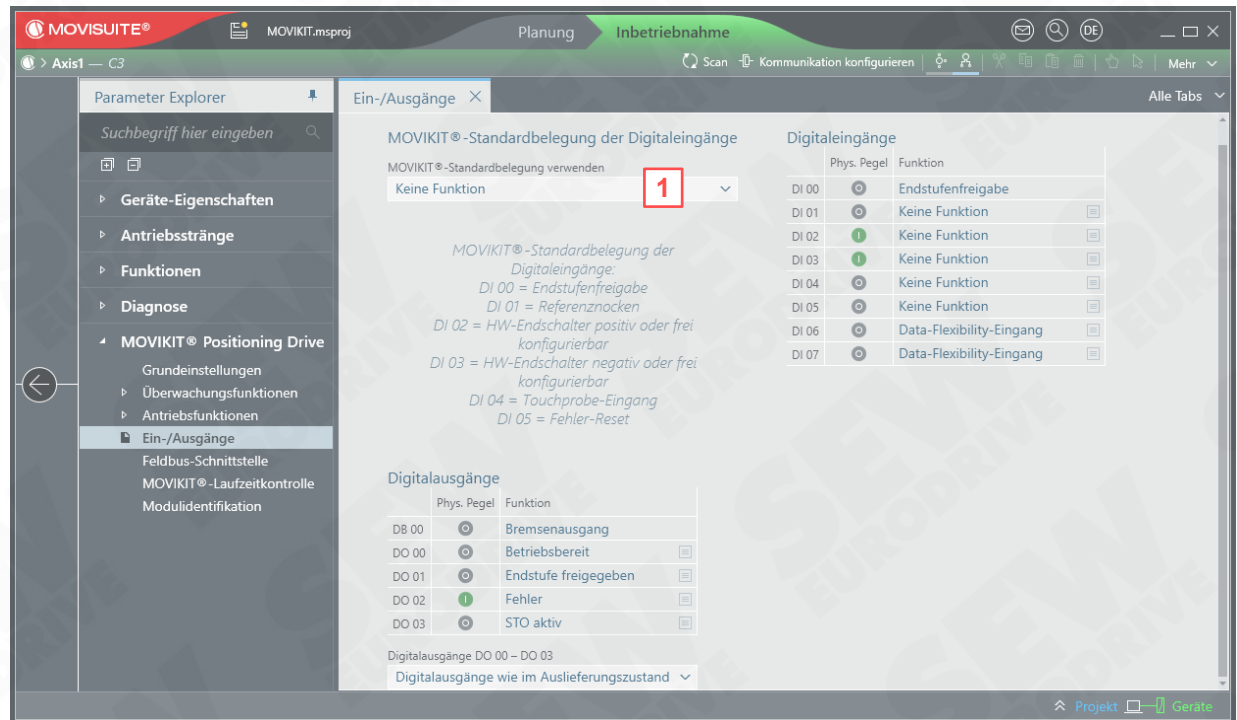 MOVISUITE®
MOVIKIT.msproj
Planung
Inbetriebnahme
DE
> Axis1 — C3
Scan
Kommunikation konfigurieren
Mehr
Parameter Explorer
Ein-/Ausgänge
Alle Tabs
Suchbegriff hier eingeben
Geräte-Eigenschaften
Antriebsstränge
Funktionen
Diagnose
MOVIKIT® Positioning Drive
Grundeinstellungen
Überwachungsfunktionen
Antriebsfunktionen
Ein-/Ausgänge
Feldbus-Schnittstelle
MOVIKIT®-Laufzeitkontrolle
Modulidentifikation
MOVIKIT®-Standardbelegung der Digitaleingänge
MOVIKIT®-Standardbelegung verwenden
Keine Funktion
1
MOVIKIT®-Standardbelegung der
Digitaleingänge:
DI 00 = Endstufenfreigabe
DI 01 = Referenznocken
DI 02 = HW-Endschalter positiv oder frei
konfigurierbar
DI 03 = HW-Endschalter negativ oder frei
konfigurierbar
DI 04 = Touchprobe-Eingang
DI 05 = Fehler-Reset
Digitaleingänge
Phys. Pegel Funktion
DI 00 Endstufenfreigabe
DI 01 Keine Funktion
DI 02 Keine Funktion
DI 03 Keine Funktion
DI 04 Keine Funktion
DI 05 Keine Funktion
DI 06 Data-Flexibility-Eingang
DI 07 Data-Flexibility-Eingang
Digitalausgänge
Phys. Pegel Funktion
DB 00 Bremsenausgang
DO 00 Betriebsbereit
DO 01 Endstufe freigegeben
DO 02 Fehler
DO 03 STO aktiv
Digitalausgänge DO 00 – DO 03
Digitalausgänge wie im Auslieferungszustand
Projekt
Geräte
SEW
EURODRIVE